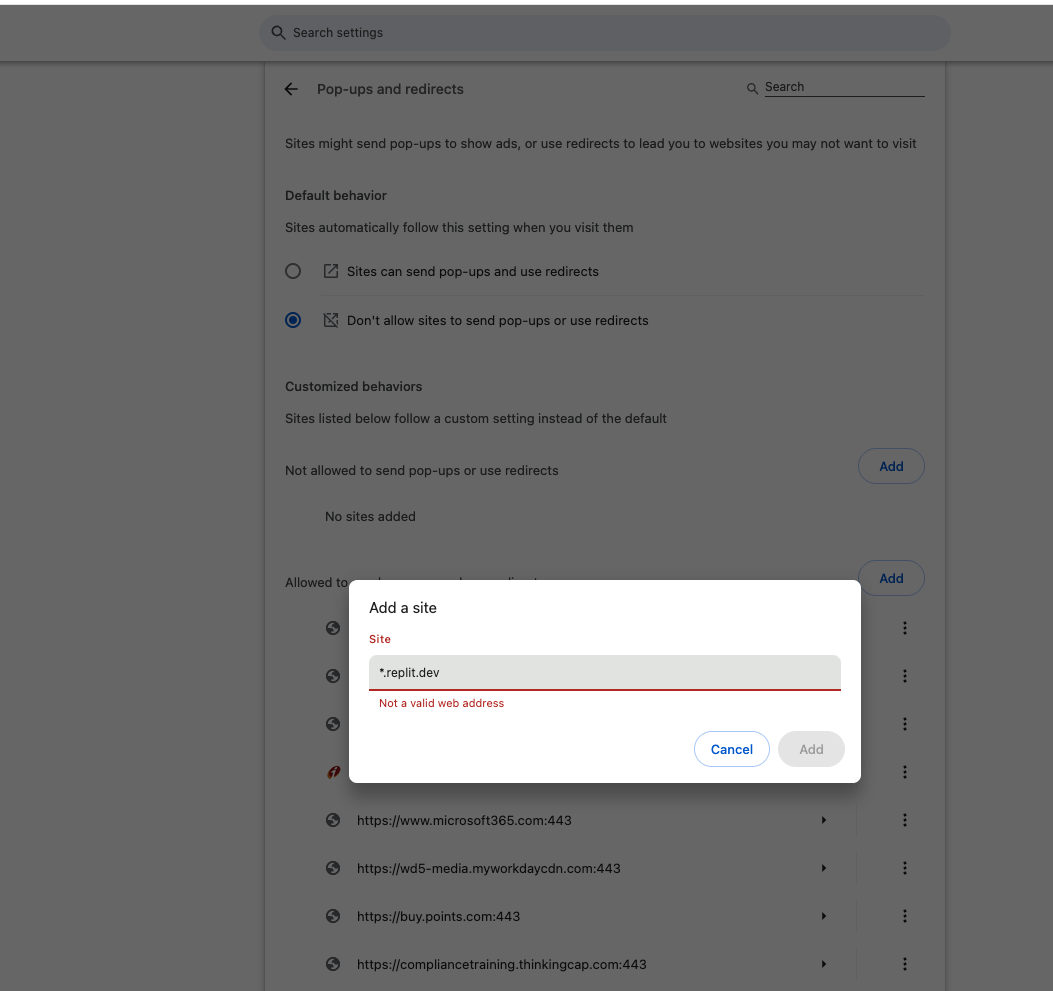 Search settings
Pop-ups and redirects
Search
Sites might send pop-ups to show ads, or use redirects to lead you to websites you may not want to visit
Default behavior
Sites automatically follow this setting when you visit them
Sites can send pop-ups and use redirects
Don't allow sites to send pop-ups or use redirects
Customized behaviors
Sites listed below follow a custom setting instead of the default
Not allowed to send pop-ups or use redirects
Add
No sites added
Allowed to
Add
Add a site
Site
*.replit.dev
Not a valid web address
Cancel
Add
https://www.microsoft365.com:443
https://wd5-media.myworkdaycdn.com:443
https://buy.points.com:443
https://compliancetraining.thinkingcap.com:443